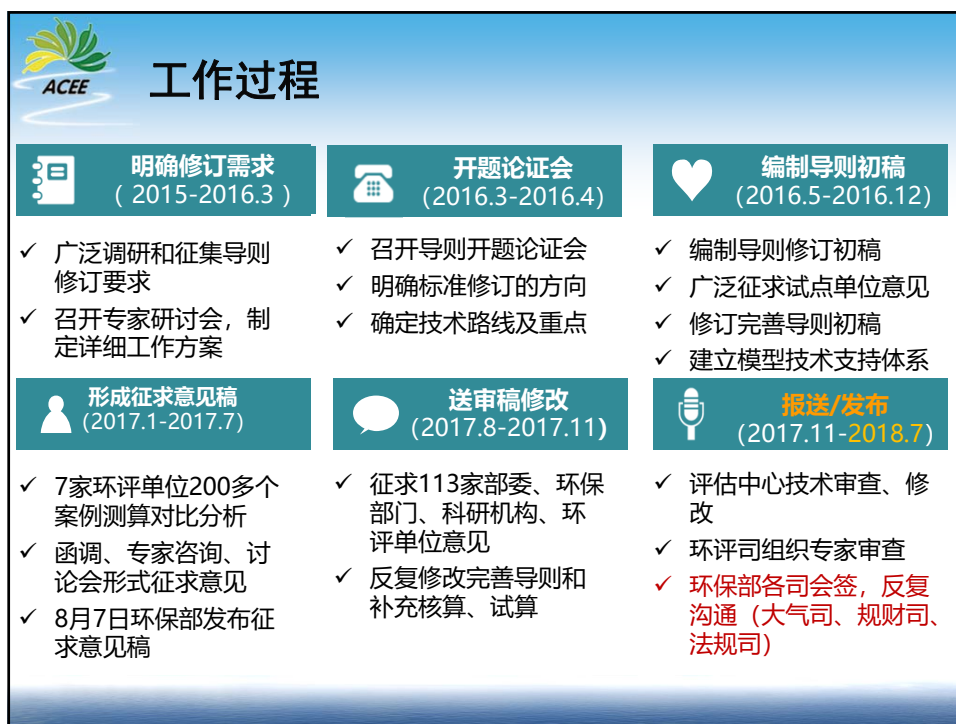 ACEE
工作过程
明确修订需求
( 2015-2016.3 )
✓ 广泛调研和征集导则
修订要求
✓ 召开专家研讨会，制
定详细工作方案
开题论证会
(2016.3-2016.4)
✓ 召开导则开题论证会
✓ 明确标准修订的方向
✓ 确定技术路线及重点
编制导则初稿
(2016.5-2016.12)
✓ 编制导则修订初稿
✓ 广泛征求试点单位意见
✓ 修订完善导则初稿
✓ 建立模型技术支持体系
形成征求意见稿
(2017.1-2017.7)
✓ 7家环评单位200多个
案例测算对比分析
✓ 函调、专家咨询、讨
论会形式征求意见
✓ 8月7日环保部发布征
求意见稿
送审稿修改
(2017.8-2017.11)
✓ 征求113家部委、环保
部门、科研机构、环
评单位意见
✓ 反复修改完善导则和
补充核算、试算
报送/发布
(2017.11-2018.7)
✓ 评估中心技术审查、修
改
✓ 环评司组织专家审查
✓ 环保部各司会签，反复
沟通（大气司、规财司、
法规司）